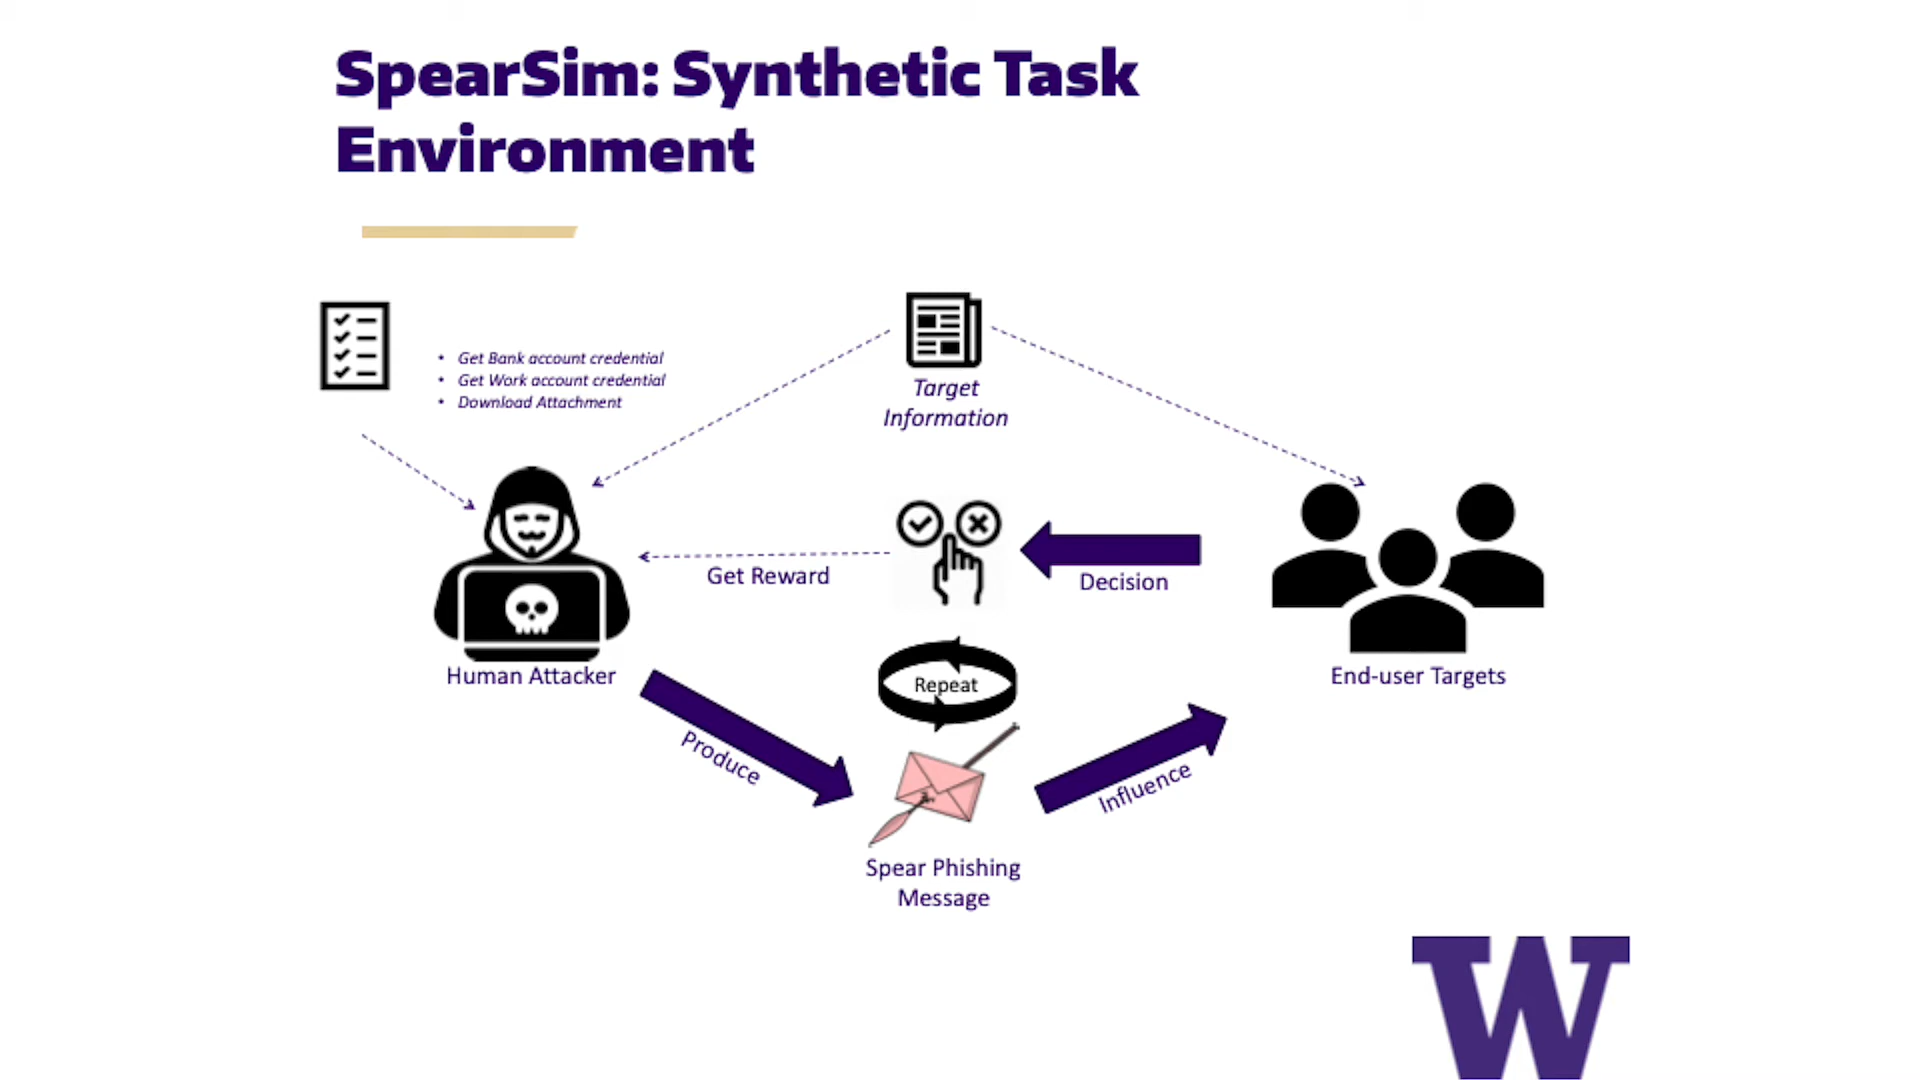 SpearSim: Synthetic Task
Environment
• Get Bank account credential
• Get Work account credential
• Download Attachment
Target
Information
Get Reward
Decision
Human Attacker
Repeat
End-user Targets
Produce
Influence
Spear Phishing
Message
W